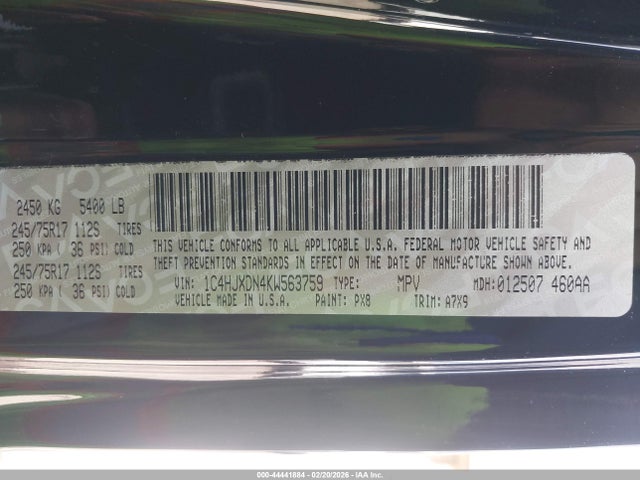 2450 KG 5400 LB
245/75R17 112S TIRES
250 KPA ( 36 PSI) COLD
245/75R17 112S TIRES
250 KPA ( 36 PSI) COLD
THIS VEHICLE CONFORMS TO ALL APPLICABLE U.S.A. FEDERAL MOTOR VEHICLE SAFETY AND
THEFT PREVENTION STANDARDS IN EFFECT ON THE DATE OF MANUFACTURE SHOWN ABOVE.
VIN: 1C4HJXDN4KW563759 TYPE: MPV MDH: 012507 460AA
VEHICLE MADE IN U.S.A. PAINT: PX8 TRIM: A7X9
000-44441884 - 02/20/2026 - IAA Inc.